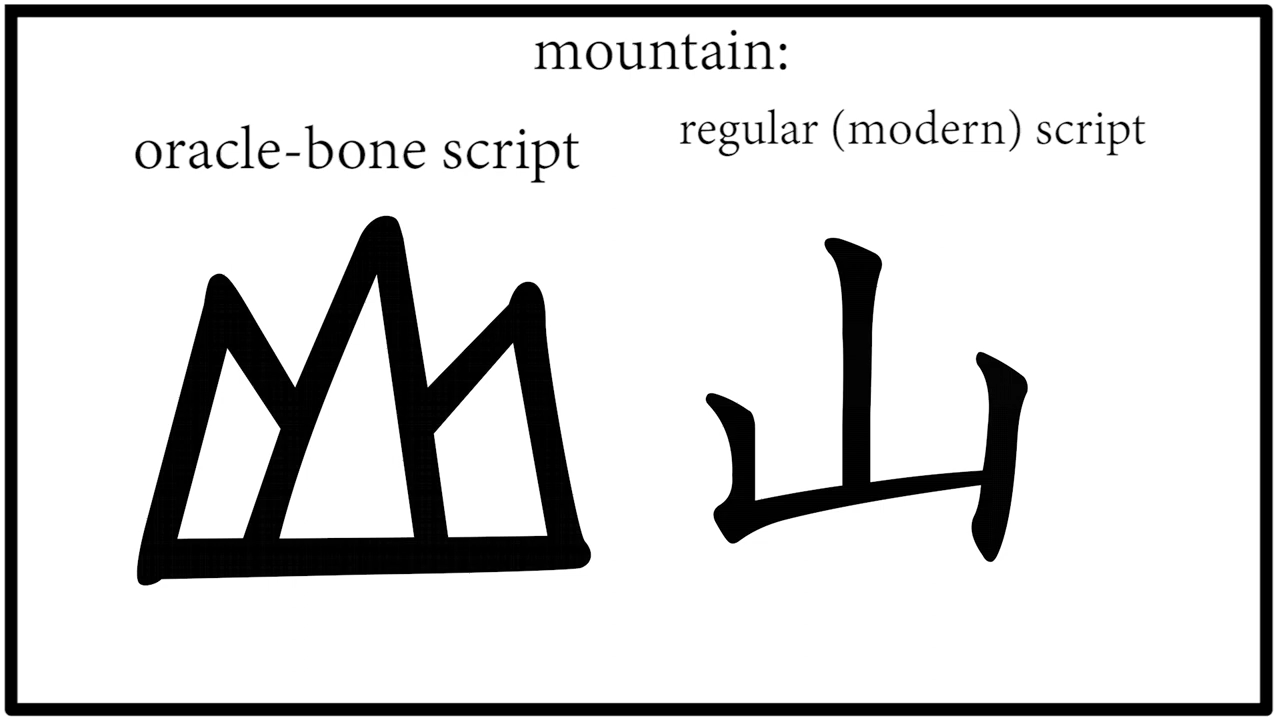 mountain:
oracle-bone script
regular (modern) script
山